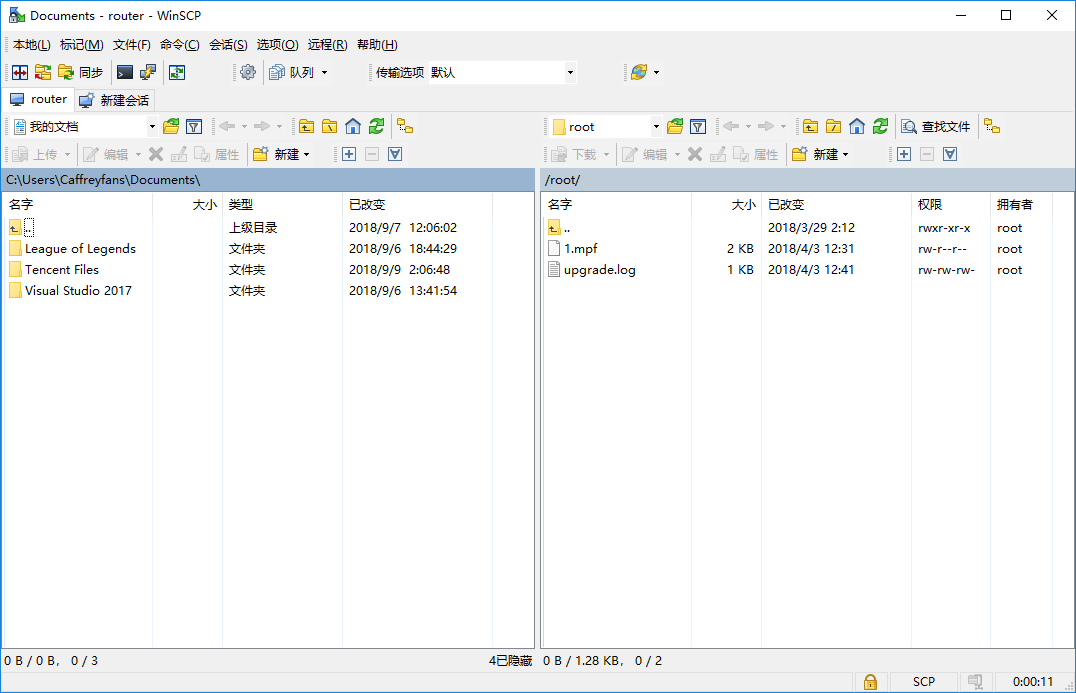 Documents - router - WinSCP
本地(L) 标记(M) 文件(F) 命令(C) 会话(S) 选项(O) 远程(R) 帮助(H)
同步 队列 传输选项 默认
router 新建会话
我的文档 root 查找文件
上传 编辑 属性 新建 下载 编辑 属性 新建
C:\Users\Caffreyfans\Documents\ /root/
名字 大小 类型 已改变 名字 大小 已改变 权限 拥有者
.. 上级目录 2018/9/7 12:06:02 .. 2018/3/29 2:12 rwxr-xr-x root
League of Legends 文件夹 2018/9/6 18:44:29 1.mpf 2 KB 2018/4/3 12:31 rw-r--r-- root
Tencent Files 文件夹 2018/9/9 2:06:48 upgrade.log 1 KB 2018/4/3 12:41 rw-rw-rw- root
Visual Studio 2017 文件夹 2018/9/6 13:41:54
0 B / 0 B， 0 / 3 4已隐藏 0 B / 1.28 KB， 0 / 2
SCP 0:00:11